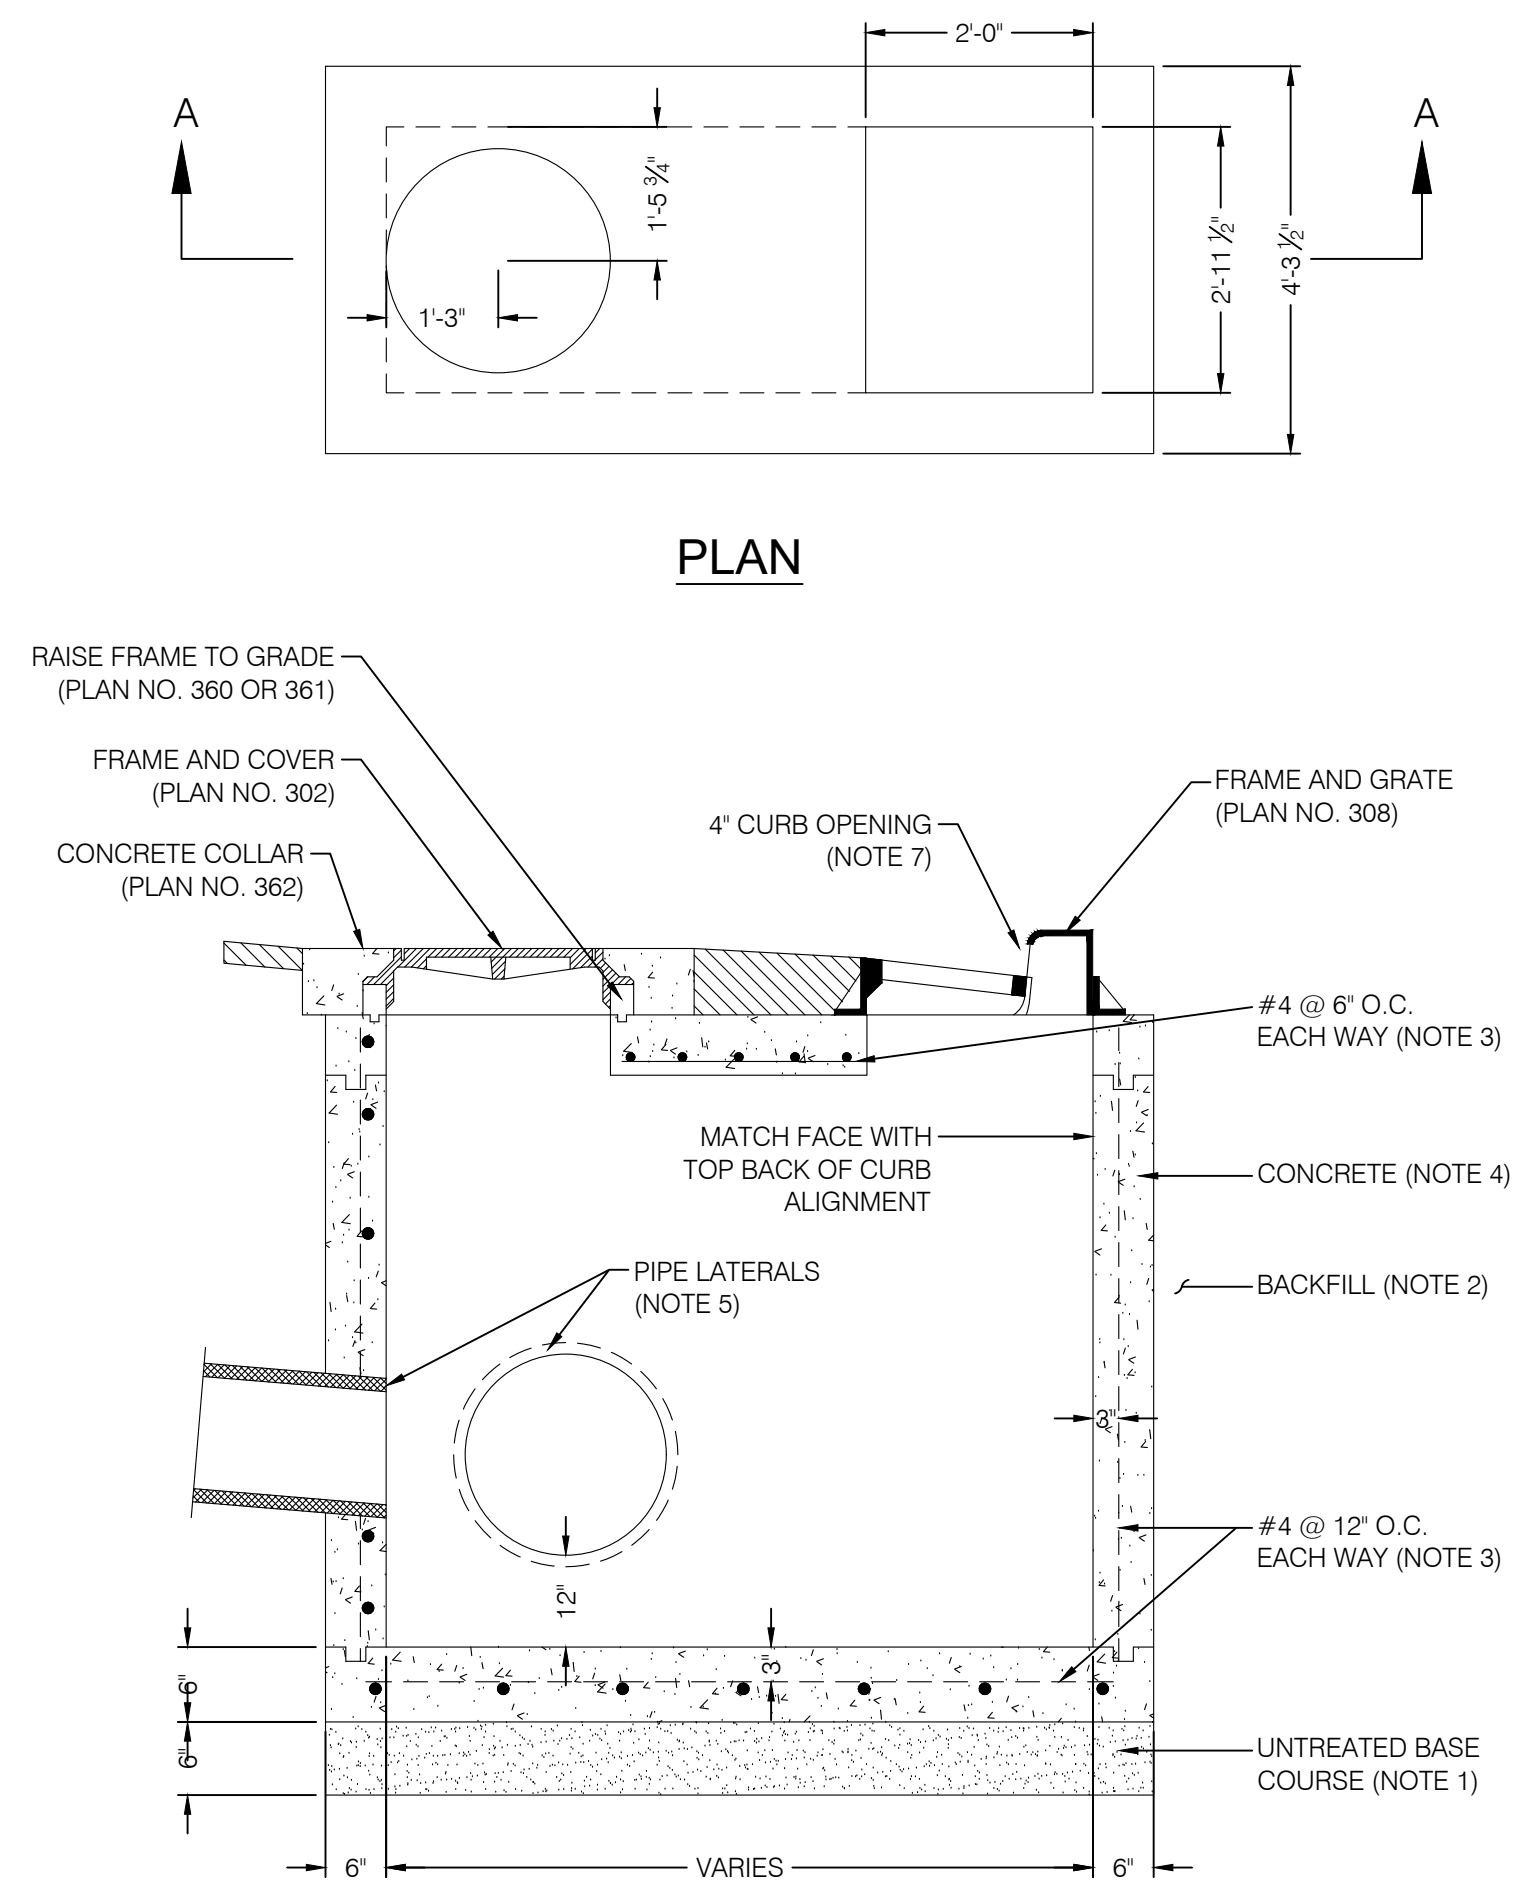 2'-0"
A
A
1'-5 3/4"
1'-3"
2'-11 1/2"
4'-3 1/2"
PLAN
RAISE FRAME TO GRADE
(PLAN NO. 360 OR 361)
FRAME AND COVER
(PLAN NO. 302)
CONCRETE COLLAR
(PLAN NO. 362)
4" CURB OPENING
(NOTE 7)
FRAME AND GRATE
(PLAN NO. 308)
#4 @ 6" O.C.
EACH WAY (NOTE 3)
MATCH FACE WITH
TOP BACK OF CURB
ALIGNMENT
CONCRETE (NOTE 4)
PIPE LATERALS
(NOTE 5)
BACKFILL (NOTE 2)
3"
#4 @ 12" O.C.
EACH WAY (NOTE 3)
12"
3"
6"
6"
UNTREATED BASE
COURSE (NOTE 1)
6"
VARIES
6"